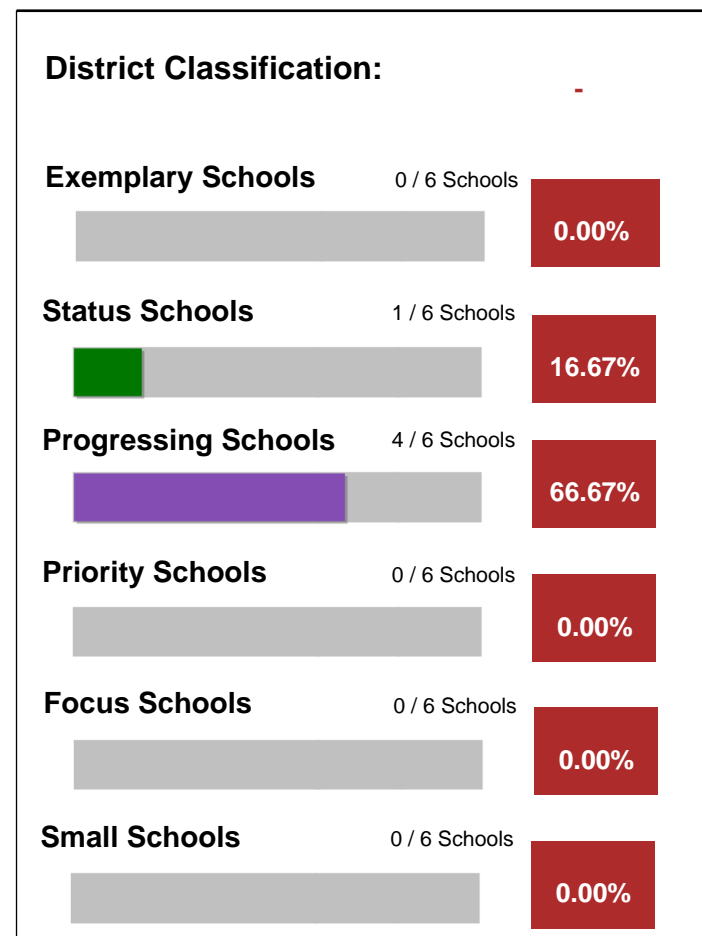 District Classification:
-
Exemplary Schools 0 / 6 Schools
0.00%
Status Schools 1 / 6 Schools
16.67%
Progressing Schools 4 / 6 Schools
66.67%
Priority Schools 0 / 6 Schools
0.00%
Focus Schools 0 / 6 Schools
0.00%
Small Schools 0 / 6 Schools
0.00%